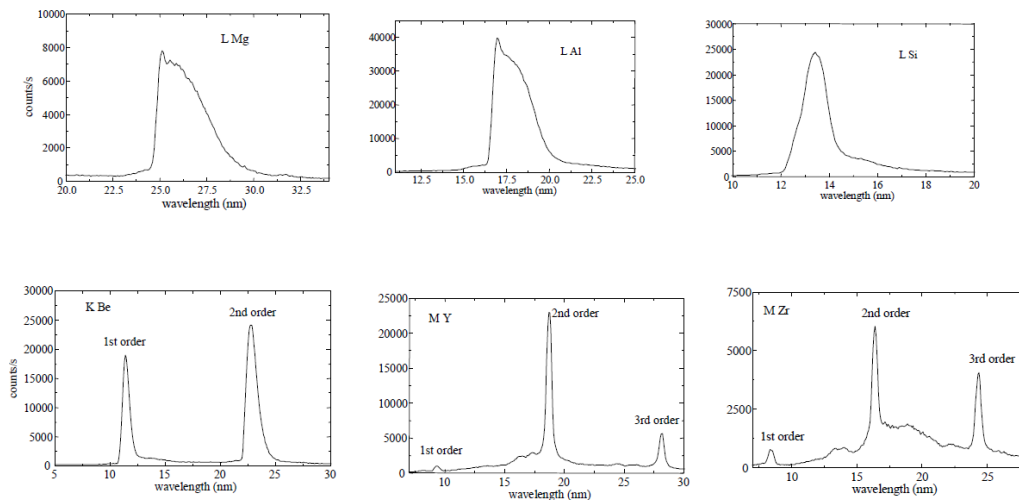 L Mg
10000
8000
6000
4000
2000
0
counts/s
20.0 22.5 25.0 27.5 30.0 32.5
wavelength (nm)
L Al
40000
30000
20000
10000
0
12.5 15.0 17.5 20.0 22.5 25.0
wavelength (nm)
L Si
30000
25000
20000
15000
10000
5000
0
10 12 14 16 18 20
wavelength (nm)
K Be
1st order
2nd order
30000
25000
20000
15000
10000
5000
0
counts/s
5 10 15 20 25 30
wavelength (nm)
M Y
1st order
2nd order
3rd order
25000
20000
15000
10000
5000
0
10 15 20 25 30
wavelength (nm)
M Zr
1st order
2nd order
3rd order
7500
5000
2500
0
10 15 20 25
wavelength (nm)